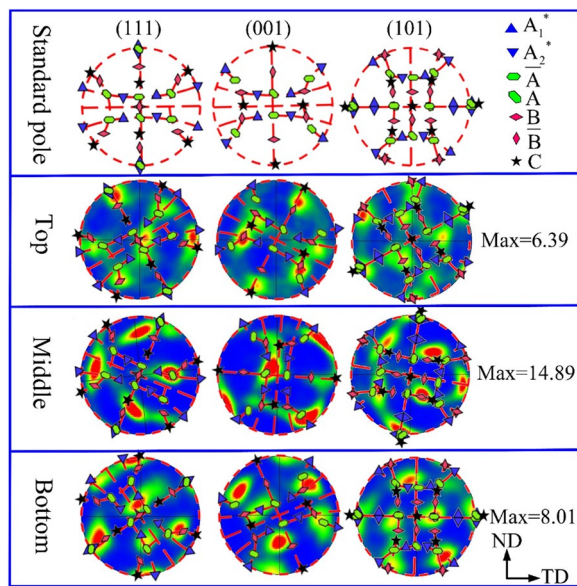 (111) (001) (101)
Standard pole
A₁*
A₂*
A̅
A
B
B̅
C
Top
Max=6.39
Middle
Max=14.89
Bottom
Max=8.01
ND
TD